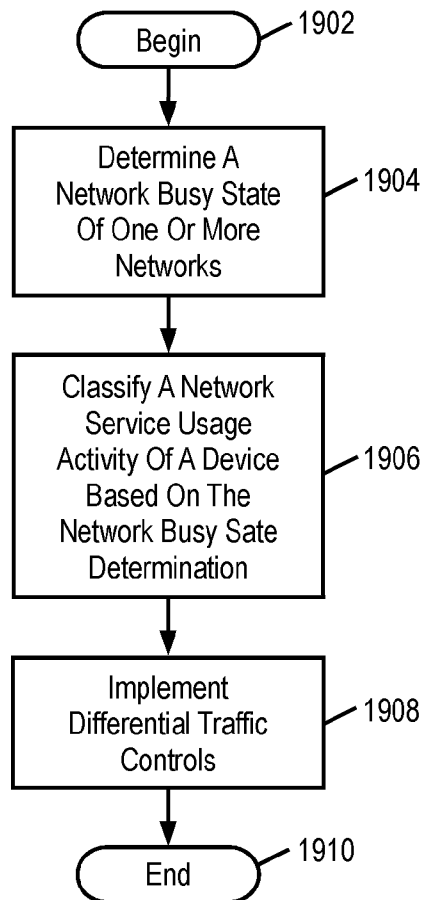 Begin
1902
Determine A
Network Busy State
Of One Or More
Networks
1904
Classify A Network
Service Usage
Activity Of A Device
Based On The
Network Busy Sate
Determination
1906
Implement
Differential Traffic
Controls
1908
End
1910